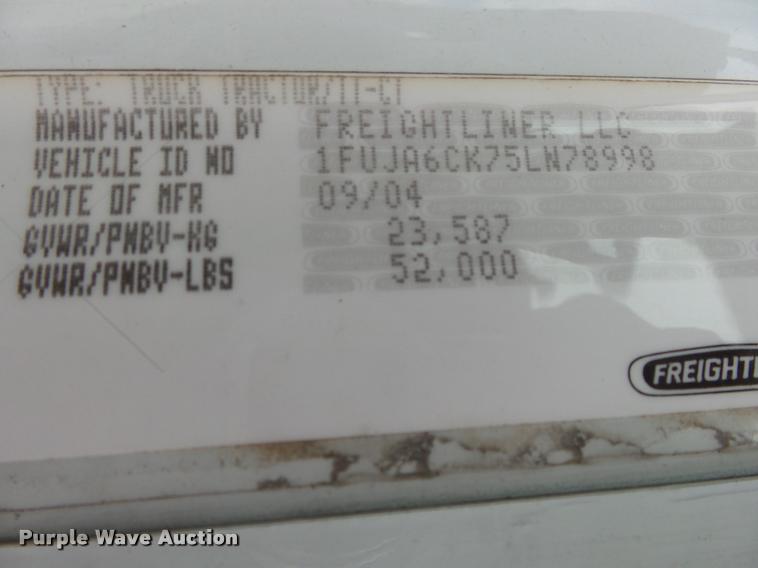 TYPE: TRUCK TRACTOR/TT-CT
MANUFACTURED BY FREIGHTLINER LLC
VEHICLE ID NO 1FUJA6CK75LN78998
DATE OF MFR 09/04
GVWR/PNBV-KG 23,587
GVWR/PNBV-LBS 52,000
FREIGHTL
Purple Wave Auction